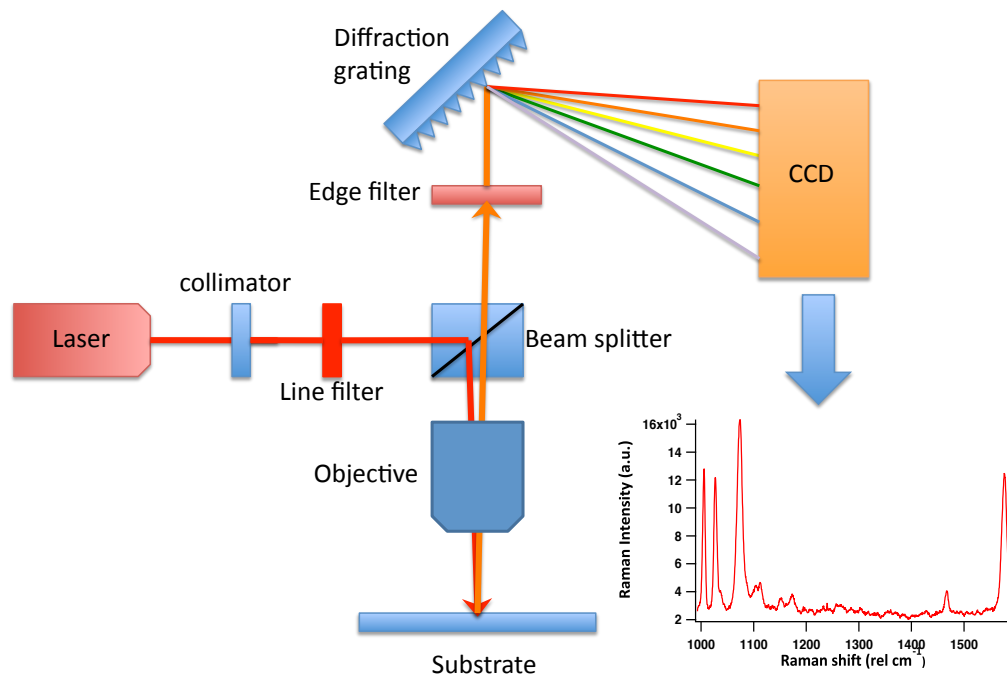 Diffraction
grating
CCD
Edge filter
collimator
Laser
Beam splitter
Line filter
Objective
Substrate
16x10³
14
12
10
8
6
4
2
Raman Intensity (a.u.)
1000 1100 1200 1300 1400 1500
Raman shift (rel cm⁻¹)